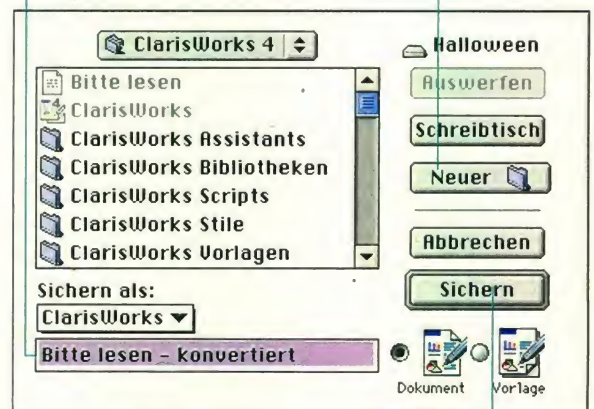 ClarisWorks 4
Halloween
Bitte lesen
ClarisWorks
ClarisWorks Assistants
ClarisWorks Bibliotheken
ClarisWorks Scripts
ClarisWorks Stile
ClarisWorks Vorlagen
Auswerfen
Schreibtisch
Neuer
Abbrechen
Sichern
Sichern als:
ClarisWorks
Bitte lesen – konvertiert
Dokument
Vorlage